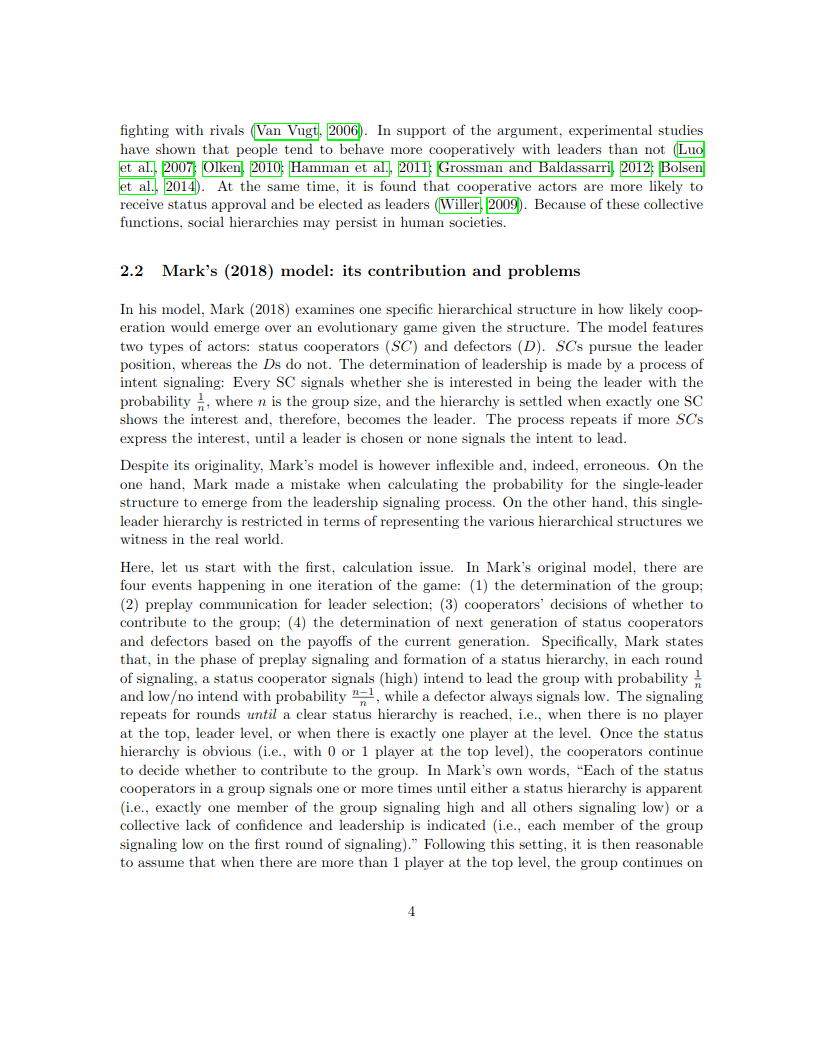 fighting with rivals (Van Vugt, 2006). In support of the argument, experimental studies
have shown that people tend to behave more cooperatively with leaders than not (Luo
et al., 2007; Olken, 2010; Hamman et al., 2011; Grossman and Baldassarri, 2012; Bolsen
et al., 2014). At the same time, it is found that cooperative actors are more likely to
receive status approval and be elected as leaders (Willer, 2009). Because of these collective
functions, social hierarchies may persist in human societies.
2.2 Mark's (2018) model: its contribution and problems
In his model, Mark (2018) examines one specific hierarchical structure in how likely coop-
eration would emerge over an evolutionary game given the structure. The model features
two types of actors: status cooperators (SC) and defectors (D). SCs pursue the leader
position, whereas the Ds do not. The determination of leadership is made by a process of
intent signaling: Every SC signals whether she is interested in being the leader with the
probability 1/n, where n is the group size, and the hierarchy is settled when exactly one SC
shows the interest and, therefore, becomes the leader. The process repeats if more SCs
express the interest, until a leader is chosen or none signals the intent to lead.
Despite its originality, Mark's model is however inflexible and, indeed, erroneous. On the
one hand, Mark made a mistake when calculating the probability for the single-leader
structure to emerge from the leadership signaling process. On the other hand, this single-
leader hierarchy is restricted in terms of representing the various hierarchical structures we
witness in the real world.
Here, let us start with the first, calculation issue. In Mark's original model, there are
four events happening in one iteration of the game: (1) the determination of the group;
(2) preplay communication for leader selection; (3) cooperators' decisions of whether to
contribute to the group; (4) the determination of next generation of status cooperators
and defectors based on the payoffs of the current generation. Specifically, Mark states
that, in the phase of preplay signaling and formation of a status hierarchy, in each round
of signaling, a status cooperator signals (high) intend to lead the group with probability 1/n
and low/no intend with probability n−1/n, while a defector always signals low. The signaling
repeats for rounds until a clear status hierarchy is reached, i.e., when there is no player
at the top, leader level, or when there is exactly one player at the level. Once the status
hierarchy is obvious (i.e., with 0 or 1 player at the top level), the cooperators continue
to decide whether to contribute to the group. In Mark's own words, “Each of the status
cooperators in a group signals one or more times until either a status hierarchy is apparent
(i.e., exactly one member of the group signaling high and all others signaling low) or a
collective lack of confidence and leadership is indicated (i.e., each member of the group
signaling low on the first round of signaling).” Following this setting, it is then reasonable
to assume that when there are more than 1 player at the top level, the group continues on
4